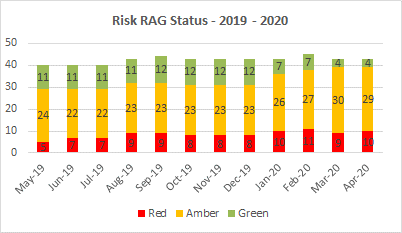 Risk RAG Status - 2019 - 2020
50
40
30
20
10
0
11 11 11 11 12 12 12 12 7 7 4 4
24 22 22 23 23 23 23 23 26 27 30 29
5 7 7 9 9 8 8 8 10 11 9 10
May-19 Jun-19 Jul-19 Aug-19 Sep-19 Oct-19 Nov-19 Dec-19 Jan-20 Feb-20 Mar-20 Apr-20
Red Amber Green